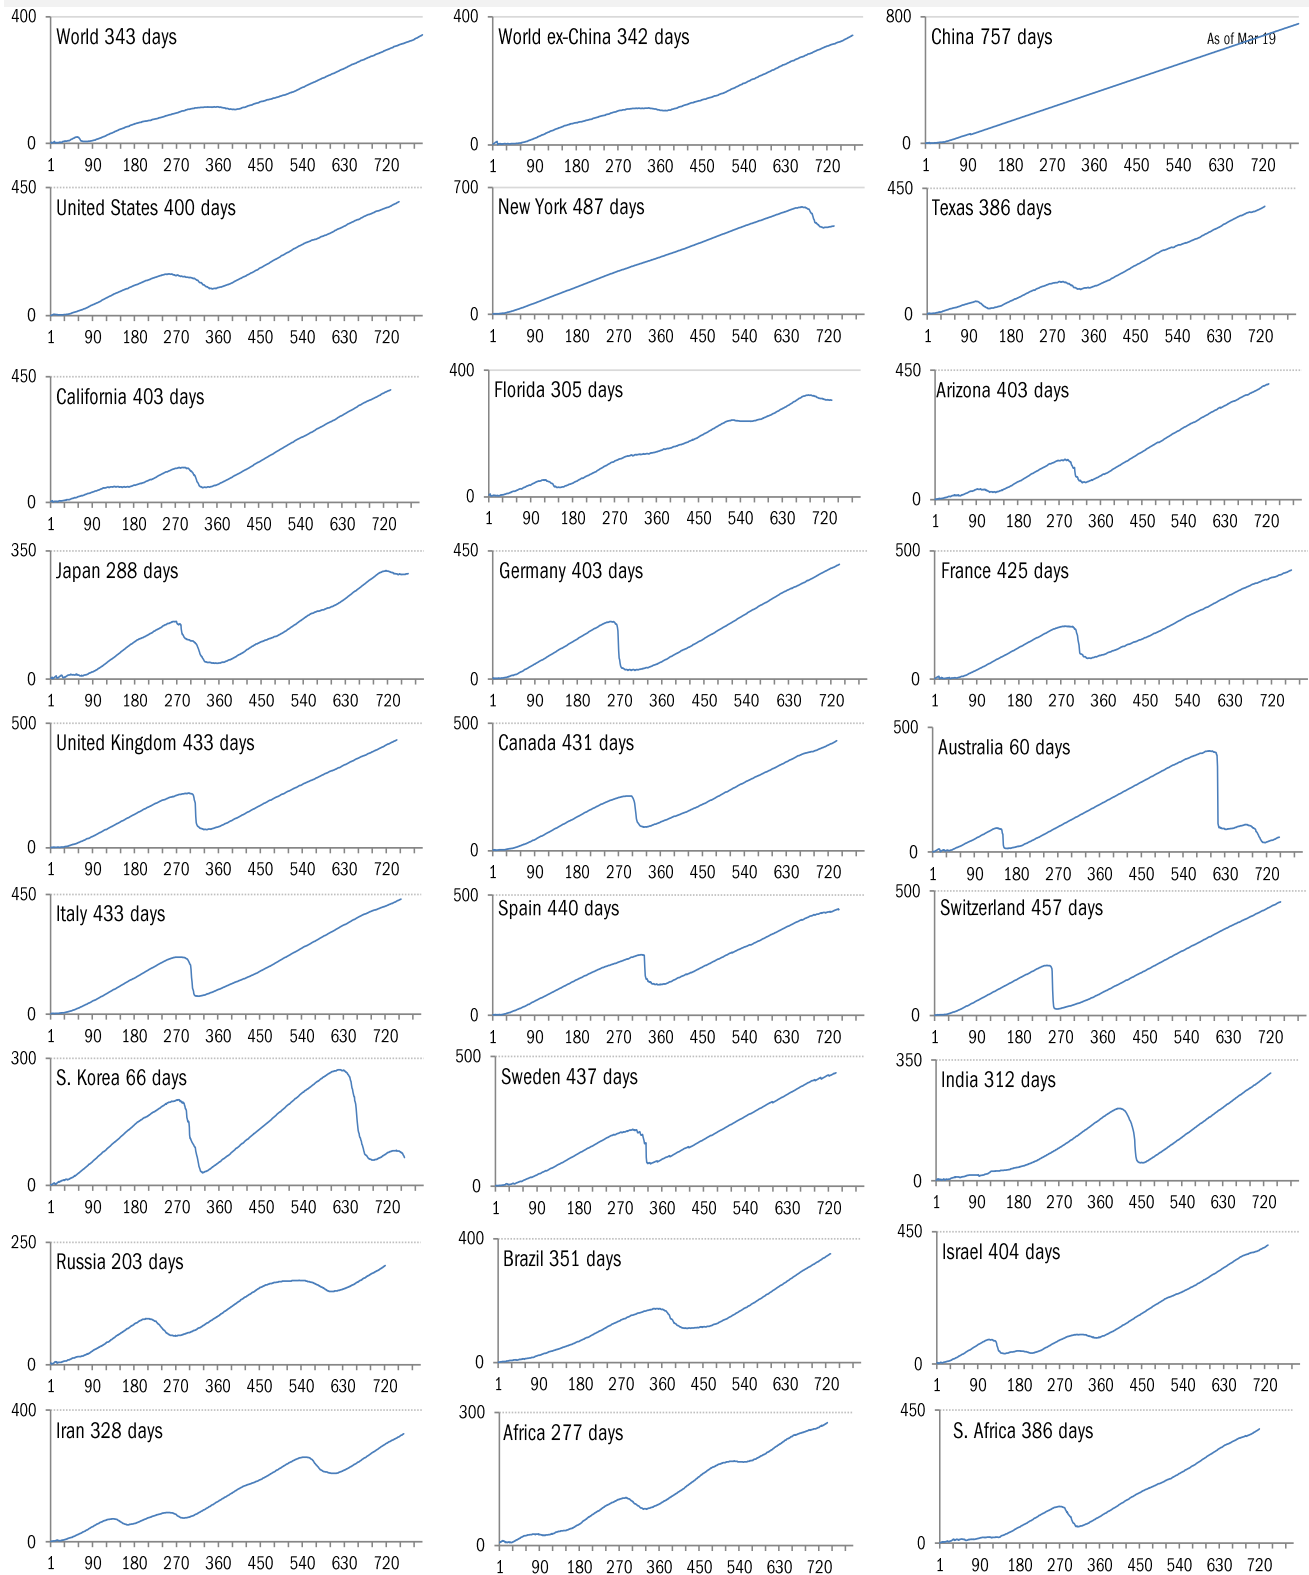 400
World 343 days
0
1 90 180 270 360 450 540 630 720
400
World ex-China 342 days
0
1 90 180 270 360 450 540 630 720
800
China 757 days
As of Mar 19
0
1 90 180 270 360 450 540 630 720
450
United States 400 days
0
1 90 180 270 360 450 540 630 720
700
New York 487 days
0
1 90 180 270 360 450 540 630 720
450
Texas 386 days
0
1 90 180 270 360 450 540 630 720
450
California 403 days
0
1 90 180 270 360 450 540 630 720
400
Florida 305 days
0
1 90 180 270 360 450 540 630 720
450
Arizona 403 days
0
1 90 180 270 360 450 540 630 720
350
Japan 288 days
0
1 90 180 270 360 450 540 630 720
450
Germany 403 days
0
1 90 180 270 360 450 540 630 720
500
France 425 days
0
1 90 180 270 360 450 540 630 720
500
United Kingdom 433 days
0
1 90 180 270 360 450 540 630 720
500
Canada 431 days
0
1 90 180 270 360 450 540 630 720
500
Australia 60 days
0
1 90 180 270 360 450 540 630 720
450
Italy 433 days
0
1 90 180 270 360 450 540 630 720
500
Spain 440 days
0
1 90 180 270 360 450 540 630 720
500
Switzerland 457 days
0
1 90 180 270 360 450 540 630 720
300
S. Korea 66 days
0
1 90 180 270 360 450 540 630 720
500
Sweden 437 days
0
1 90 180 270 360 450 540 630 720
350
India 312 days
0
1 90 180 270 360 450 540 630 720
250
Russia 203 days
0
1 90 180 270 360 450 540 630 720
400
Brazil 351 days
0
1 90 180 270 360 450 540 630 720
450
Israel 404 days
0
1 90 180 270 360 450 540 630 720
400
Iran 328 days
0
1 90 180 270 360 450 540 630 720
300
Africa 277 days
0
1 90 180 270 360 450 540 630 720
450
S. Africa 386 days
0
1 90 180 270 360 450 540 630 720